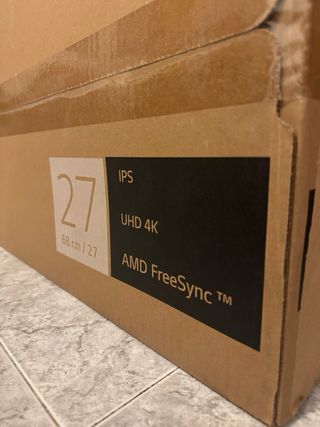 27
68 cm / 27
IPS
UHD 4K
AMD FreeSync ™